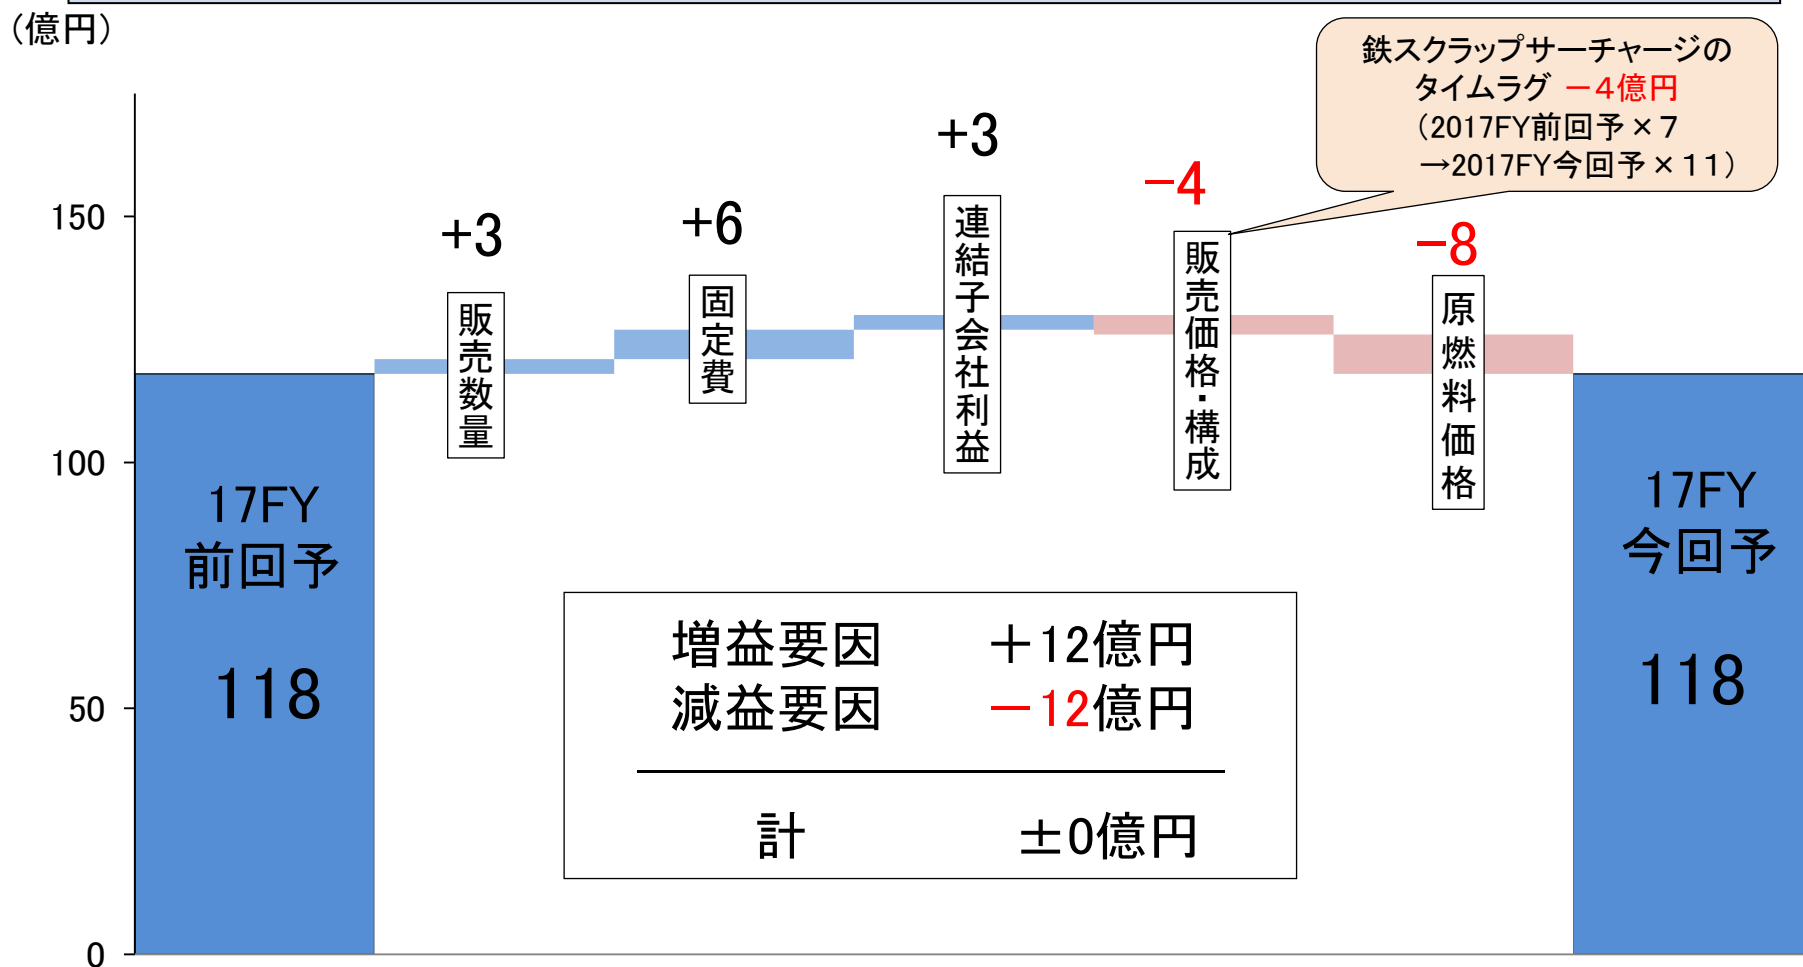 （億円）
鉄スクラップサーチャージの
タイムラグ －４億円
（2017FY前回予×７
→2017FY今回予×１１）
+3
+6
+3
−4
−8
150
100
50
0
販売数量
固定費
連結子会社利益
販売価格・構成
原燃料価格
17FY
前回予
118
17FY
今回予
118
増益要因 ＋12億円
減益要因 －12億円
計 ±0億円